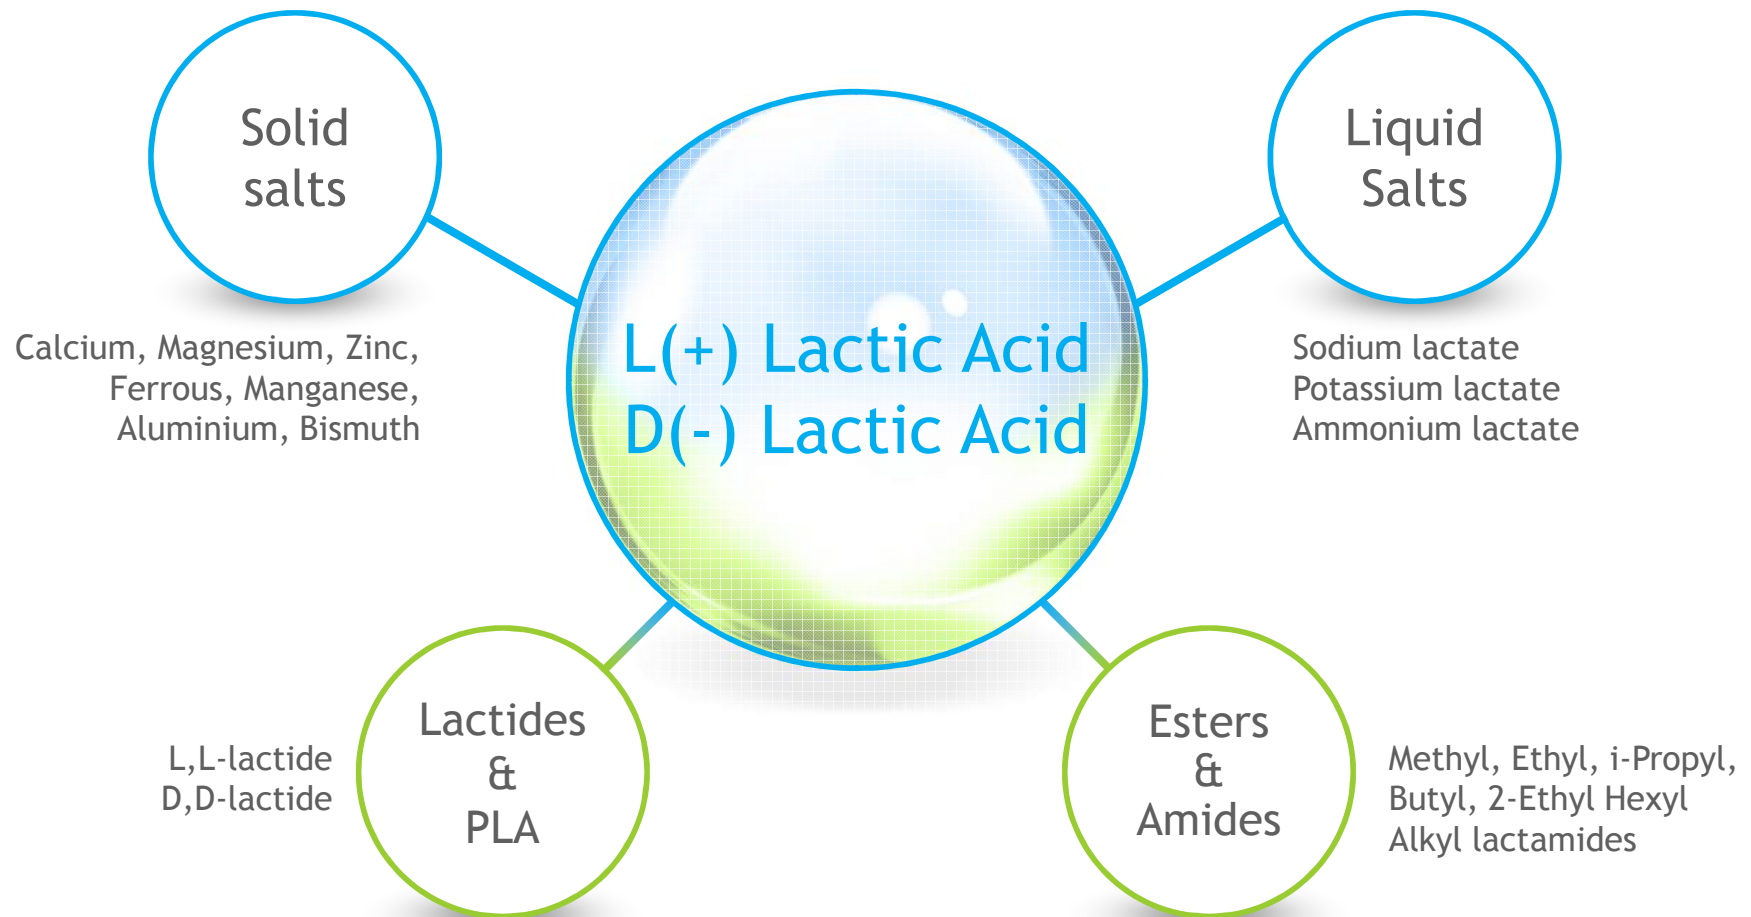 Solid
salts
Calcium, Magnesium, Zinc,
Ferrous, Manganese,
Aluminium, Bismuth
L(+) Lactic Acid
D(-) Lactic Acid
Liquid
Salts
Sodium lactate
Potassium lactate
Ammonium lactate
L,L-lactide
D,D-lactide
Lactides
&
PLA
Esters
&
Amides
Methyl, Ethyl, i-Propyl,
Butyl, 2-Ethyl Hexyl
Alkyl lactamides